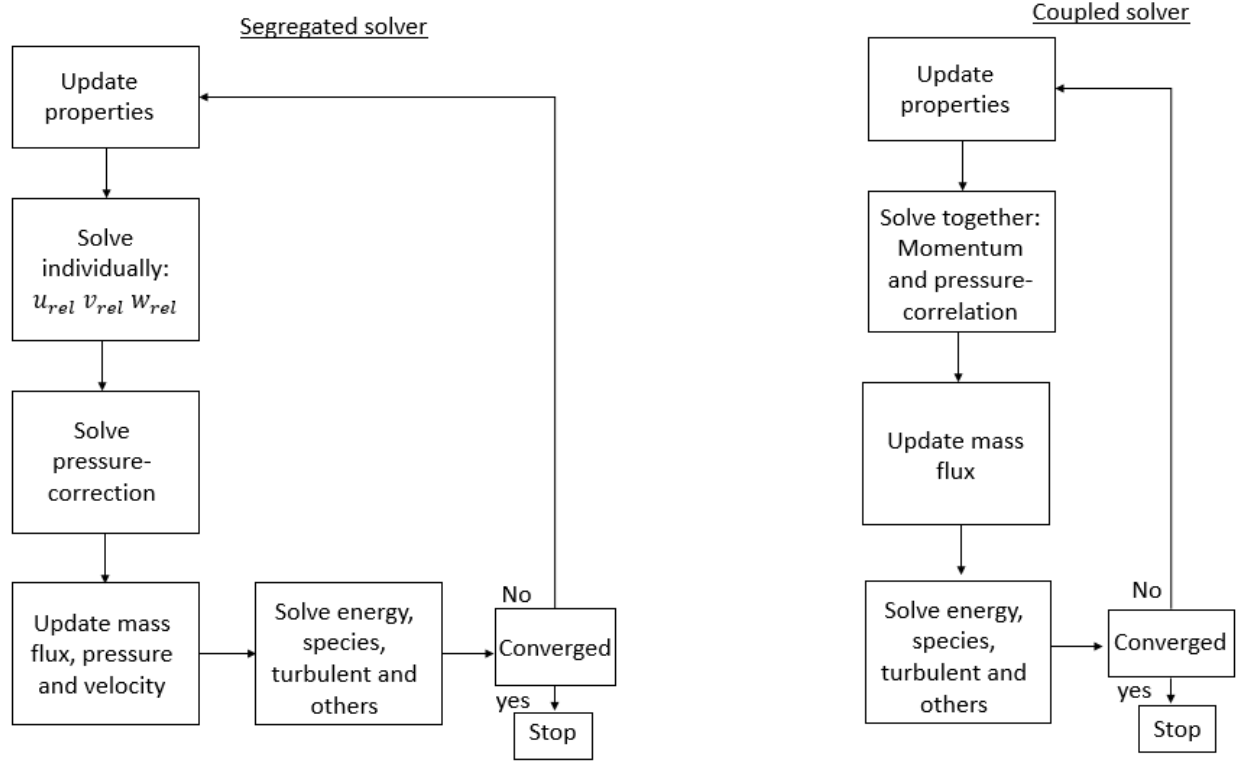 Segregated solver
Update
properties
Solve
individually:
u_rel v_rel w_rel
Solve
pressure-
correction
Update mass
flux, pressure
and velocity
Solve energy,
species,
turbulent and
others
No
Converged
yes
Stop
Coupled solver
Update
properties
Solve together:
Momentum
and pressure-
correlation
Update mass
flux
Solve energy,
species,
turbulent and
others
No
Converged
yes
Stop